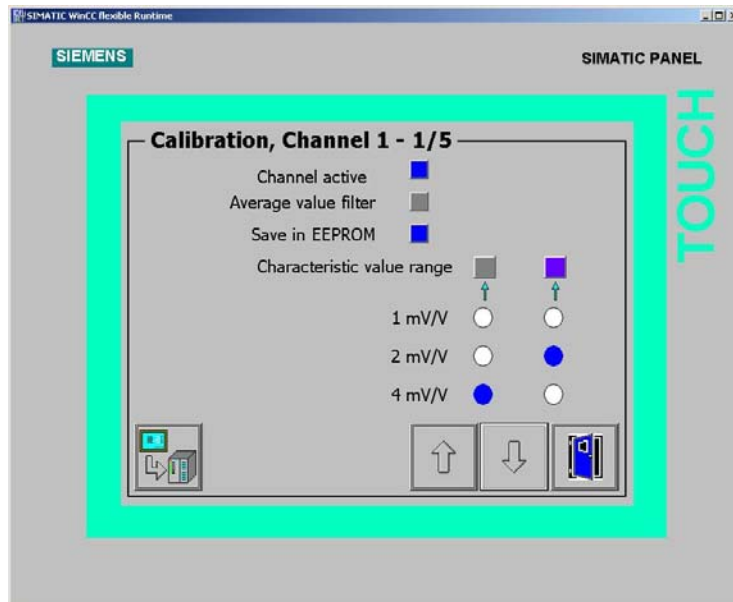 SIMATIC WinCC flexible Runtime
SIEMENS
SIMATIC PANEL
TOUCH
Calibration, Channel 1 - 1/5
Channel active
Average value filter
Save in EEPROM
Characteristic value range
1 mV/V
2 mV/V
4 mV/V